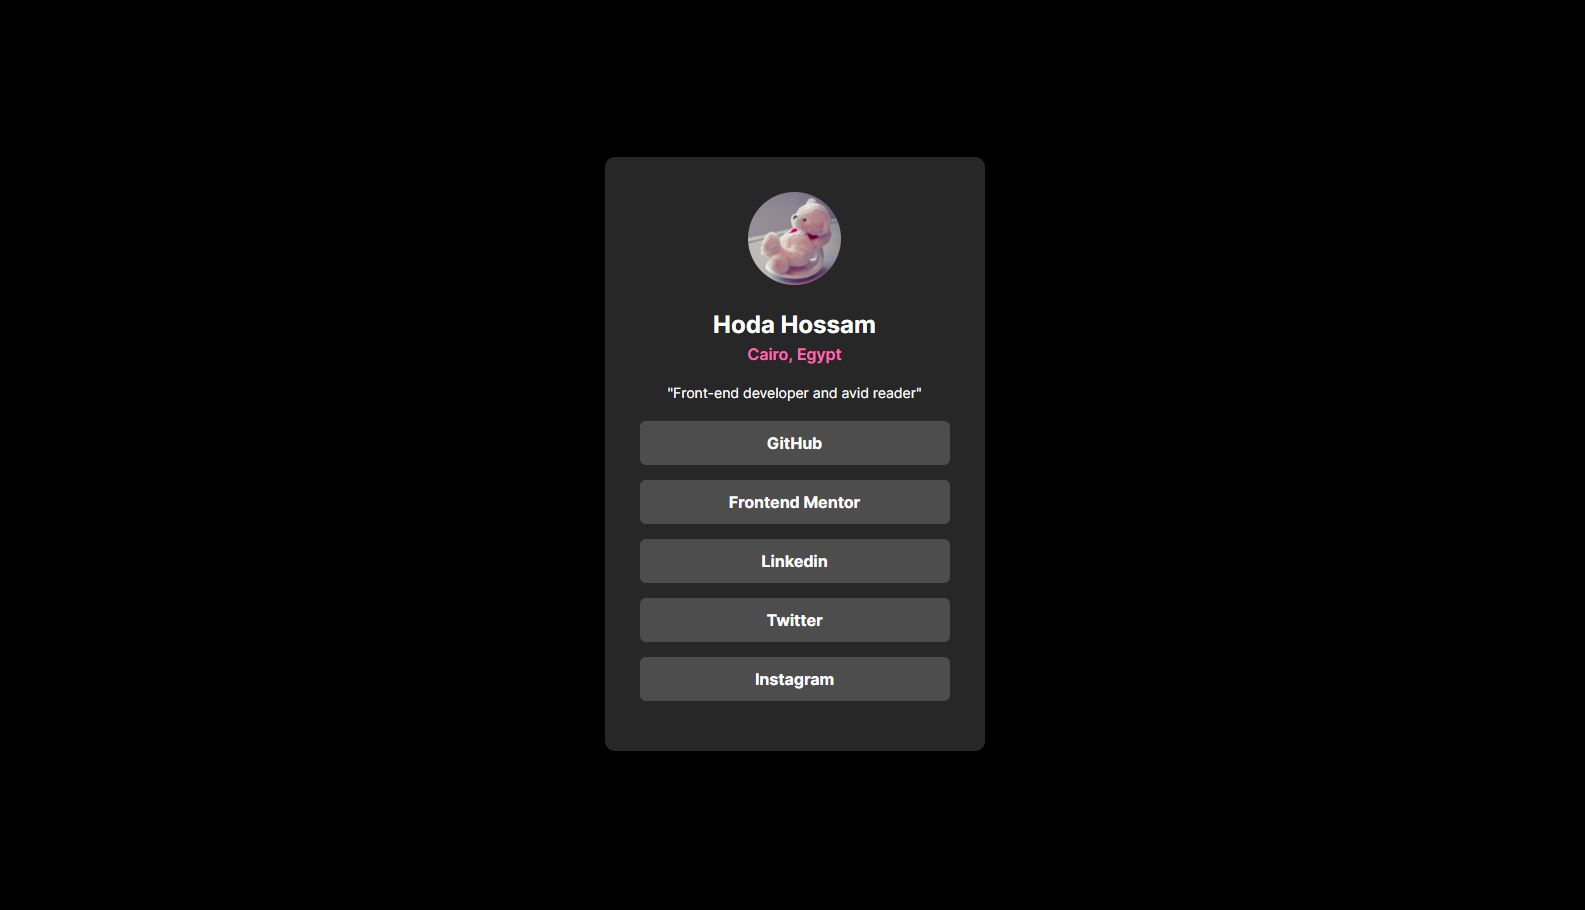 Hoda Hossam
Cairo, Egypt
"Front-end developer and avid reader"
GitHub
Frontend Mentor
Linkedin
Twitter
Instagram